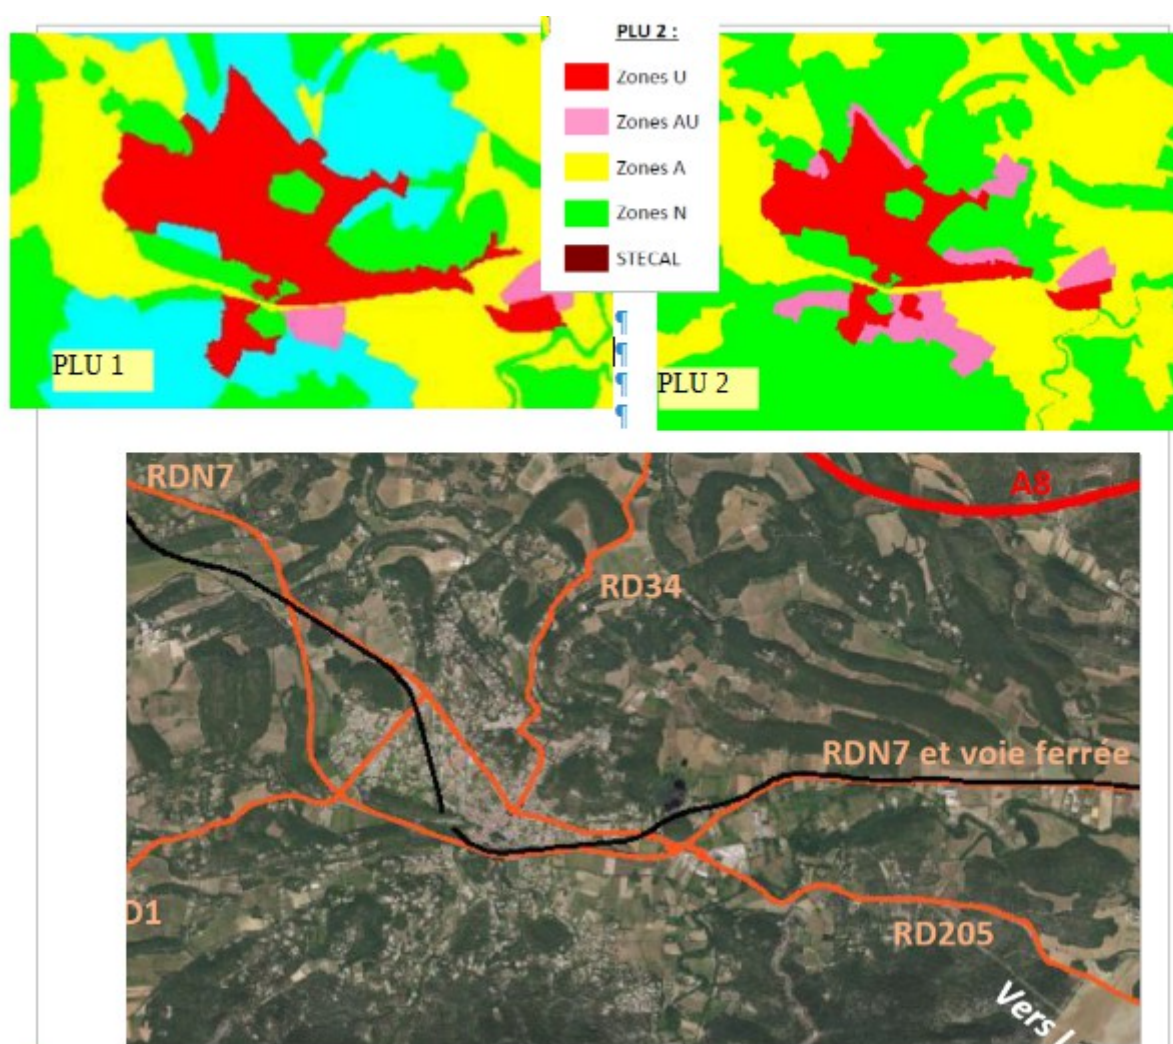 PLU 2 :
Zones U
Zones AU
Zones A
Zones N
STECAL
PLU 1
¶
¶
¶
¶
PLU 2
RDN7
A8
RD34
RDN7 et voie ferrée
D1
RD205
Vers